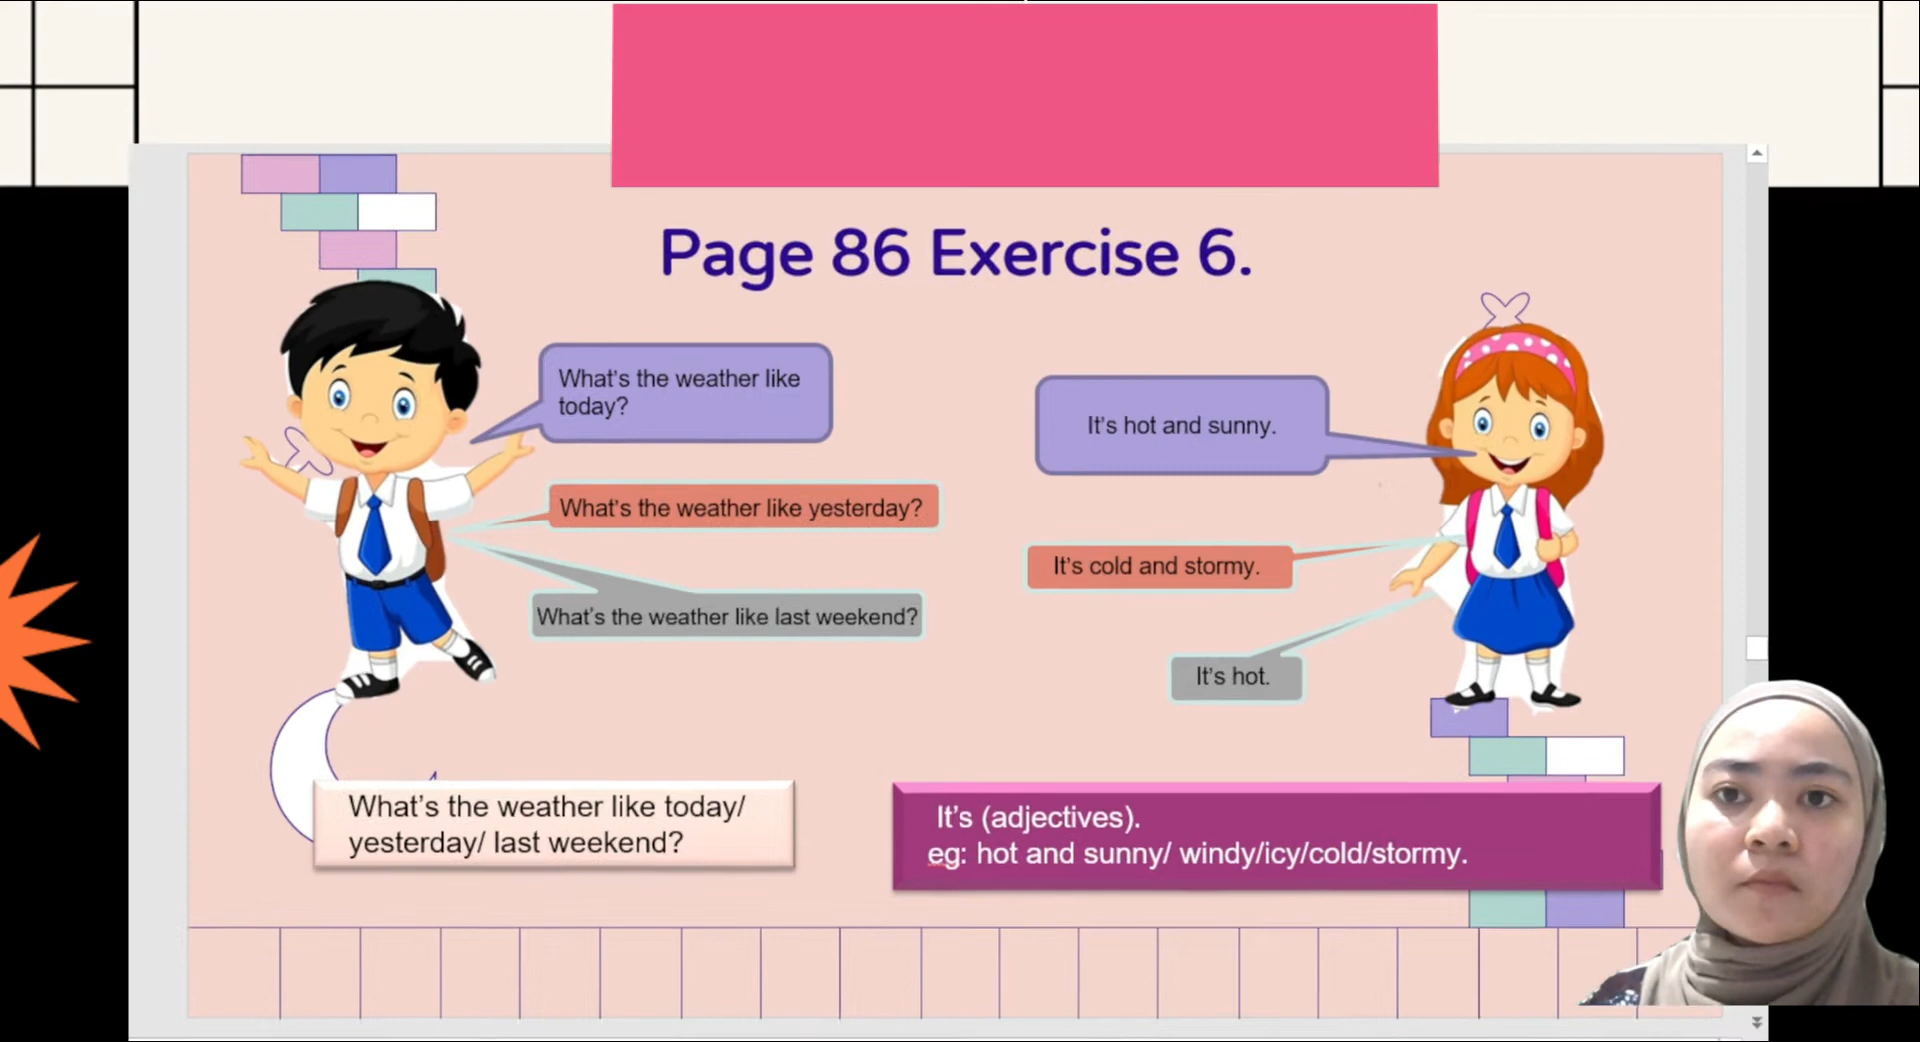 Page 86 Exercise 6.
What's the weather like
today?
It's hot and sunny.
What's the weather like yesterday?
It's cold and stormy.
What's the weather like last weekend?
It's hot.
What's the weather like today/
yesterday/ last weekend?
It's (adjectives).
eg: hot and sunny/ windy/icy/cold/stormy.